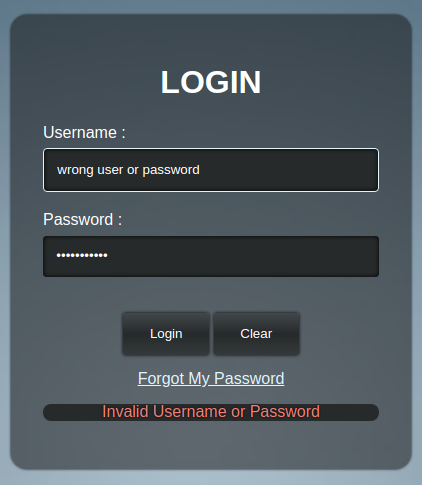 LOGIN
Username :
wrong user or password
Password :
•••••••••••
Login Clear
Forgot My Password
Invalid Username or Password